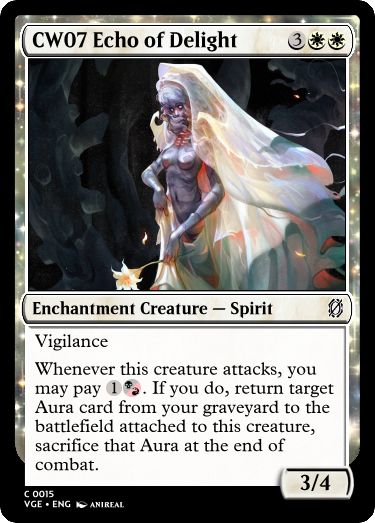 CW07 Echo of Delight 3
Enchantment Creature — Spirit
Vigilance
Whenever this creature attacks, you
may pay 1 . If you do, return target
Aura card from your graveyard to the
battlefield attached to this creature,
sacrifice that Aura at the end of
combat.
3/4
C 0015
VGE • ENG ANIREAL